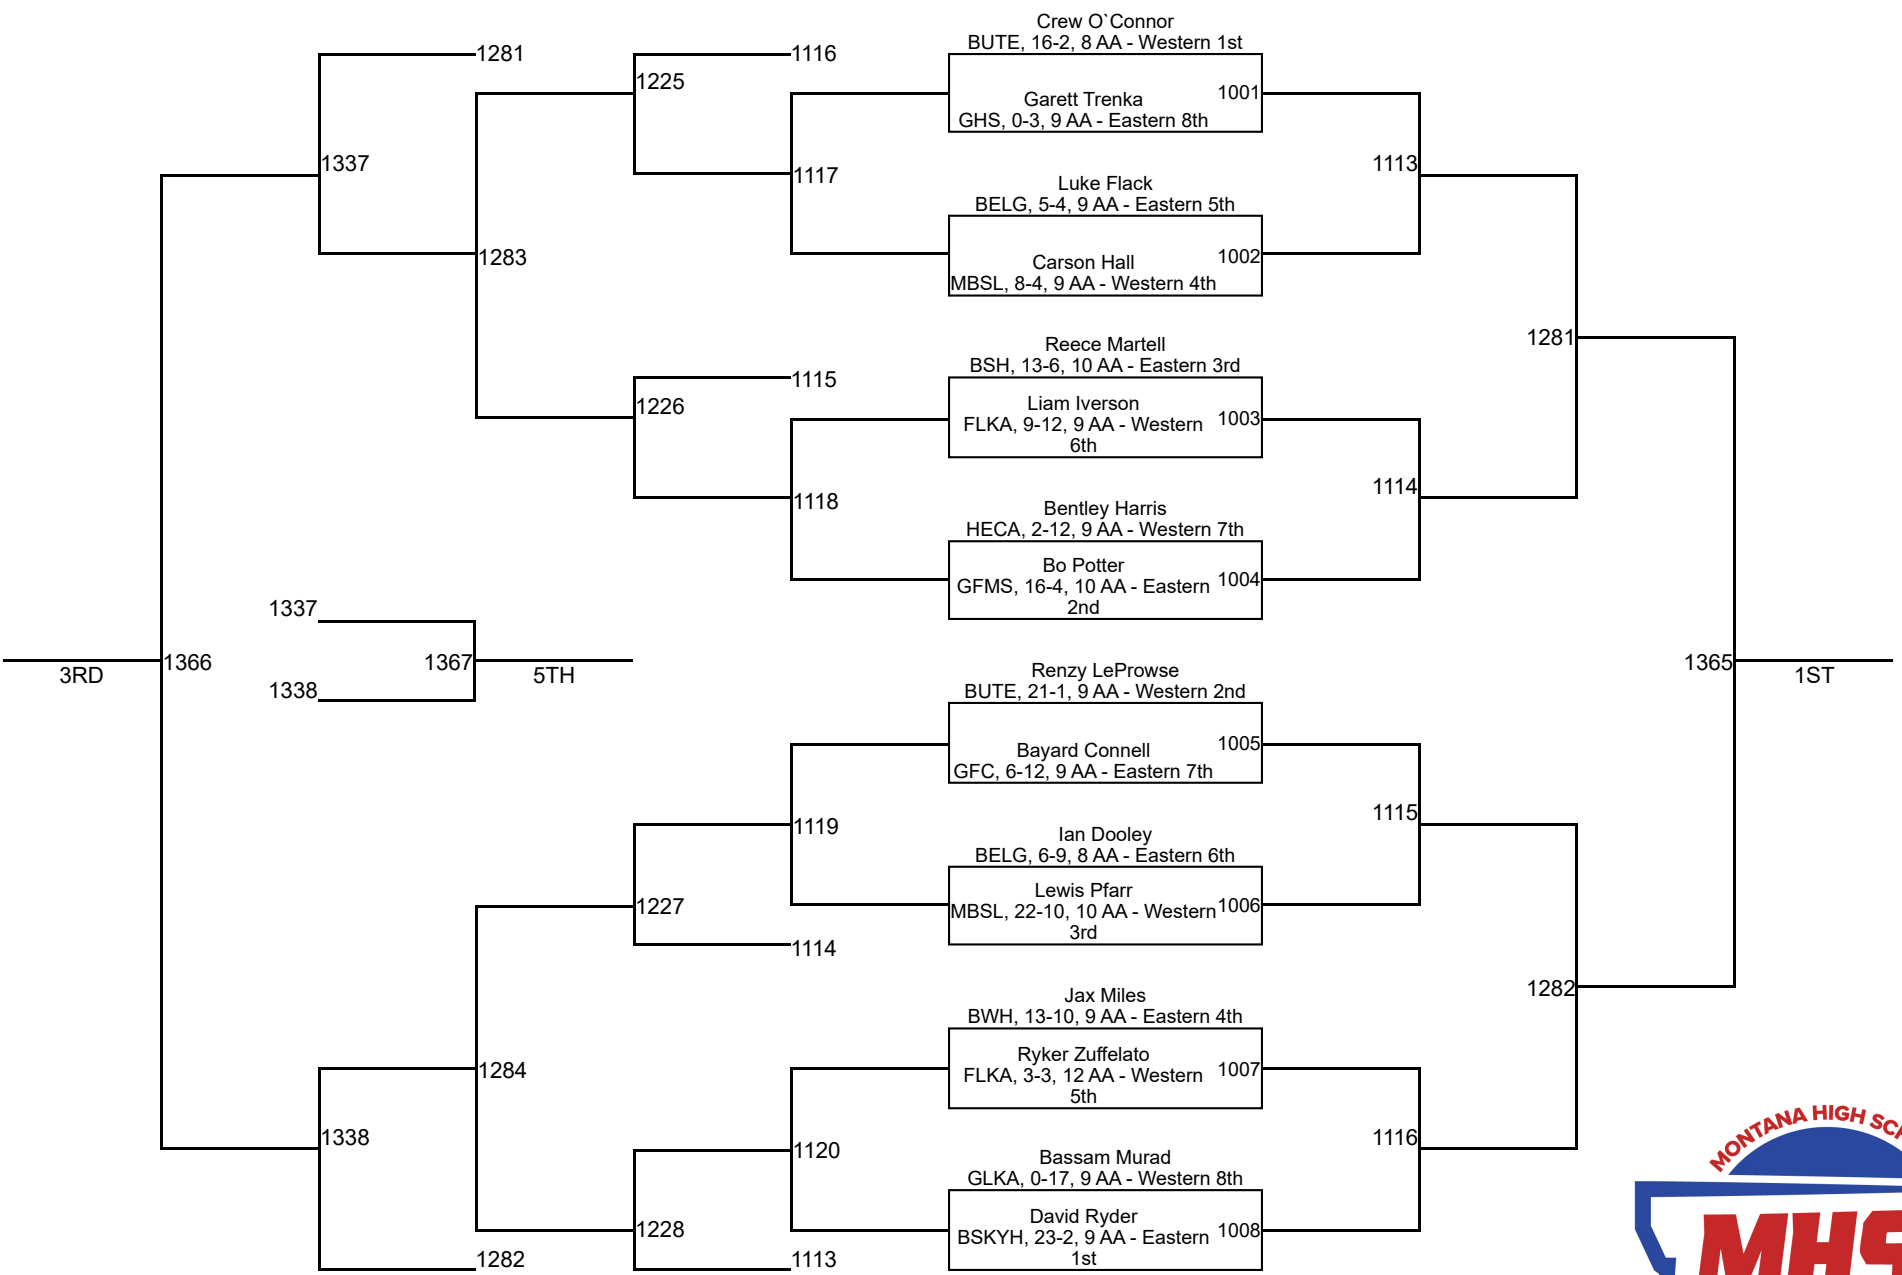 Crew O`Connor
BUTE, 16-2, 8 AA - Western 1st
1281
1116
1225
Garett Trenka
1001
GHS, 0-3, 9 AA - Eastern 8th
1337
1117
1113
Luke Flack
BELG, 5-4, 9 AA - Eastern 5th
1283
Carson Hall
1002
MBSL, 8-4, 9 AA - Western 4th
1281
Reece Martell
BSH, 13-6, 10 AA - Eastern 3rd
1115
1226
Liam Iverson
FLKA, 9-12, 9 AA - Western
6th
1003
1118
1114
Bentley Harris
HECA, 2-12, 9 AA - Western 7th
Bo Potter
GFMS, 16-4, 10 AA - Eastern
2nd
1004
1337
3RD
1366
1367
5TH
1338
1365
1ST
Renzy LeProwse
BUTE, 21-1, 9 AA - Western 2nd
Bayard Connell
1005
GFC, 6-12, 9 AA - Eastern 7th
1119
1115
Ian Dooley
BELG, 6-9, 8 AA - Eastern 6th
1227
Lewis Pfarr
MBSL, 22-10, 10 AA - Western
3rd
1006
1114
1282
Jax Miles
BWH, 13-10, 9 AA - Eastern 4th
1284
Ryker Zuffelato
FLKA, 3-3, 12 AA - Western
5th
1007
1338
1120
1116
Bassam Murad
GLKA, 0-17, 9 AA - Western 8th
1228
David Ryder
BSKYH, 23-2, 9 AA - Eastern
1st
1008
1282
1113
MONTANA HIGH SC
MHS